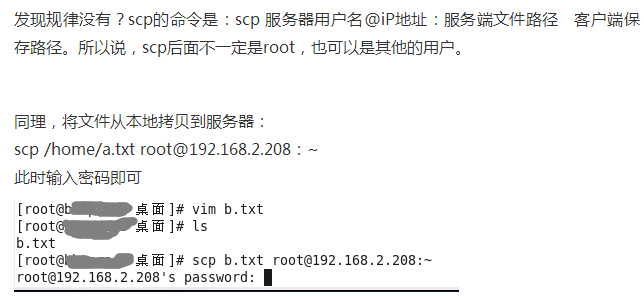 发现规律没有？scp的命令是：scp 服务器用户名@iP地址：服务端文件路径　客户端保
存路径。所以说，scp后面不一定是root，也可以是其他的用户。
同理，将文件从本地拷贝到服务器：
scp /home/a.txt root@192.168.2.208：~
此时输入密码即可
[root@b 桌面]# vim b.txt
[root@ 桌面]# ls
b.txt
[root@ 桌面]# scp b.txt root@192.168.2.208:~
root@192.168.2.208's password: